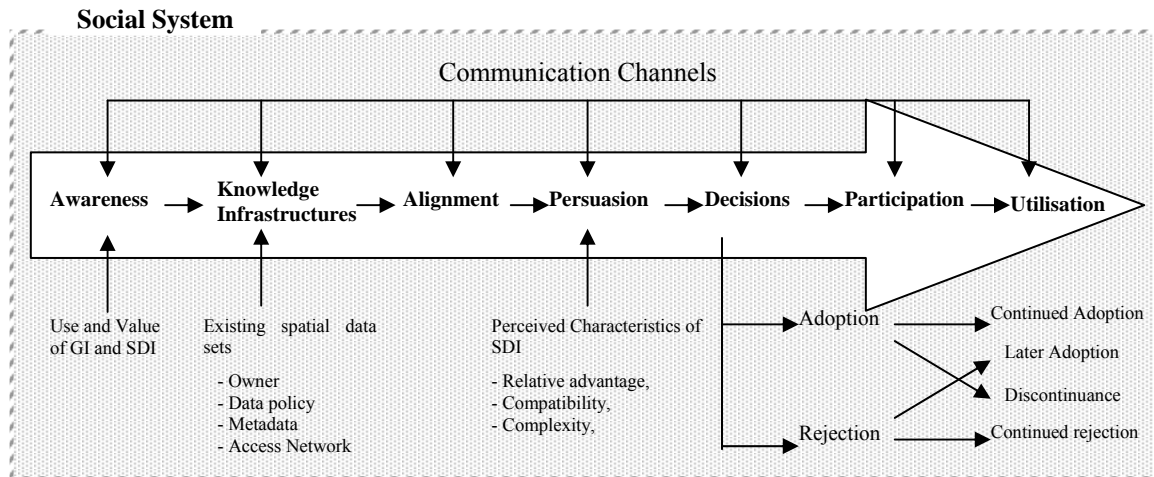 Social System
Communication Channels
Awareness
Knowledge
Infrastructures
Alignment
Persuasion
Decisions
Participation
Utilisation
Use and Value
of GI and SDI
Existing spatial data
sets
- Owner
- Data policy
- Metadata
- Access Network
Perceived Characteristics of
SDI
- Relative advantage,
- Compatibility,
- Complexity,
Adoption
Rejection
Continued Adoption
Later Adoption
Discontinuance
Continued rejection